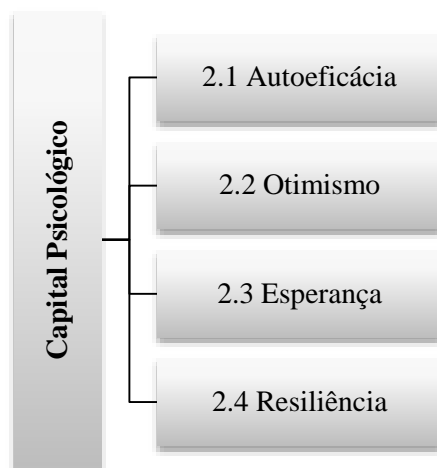 Capital Psicológico
2.1 Autoeficácia
2.2 Otimismo
2.3 Esperança
2.4 Resiliência